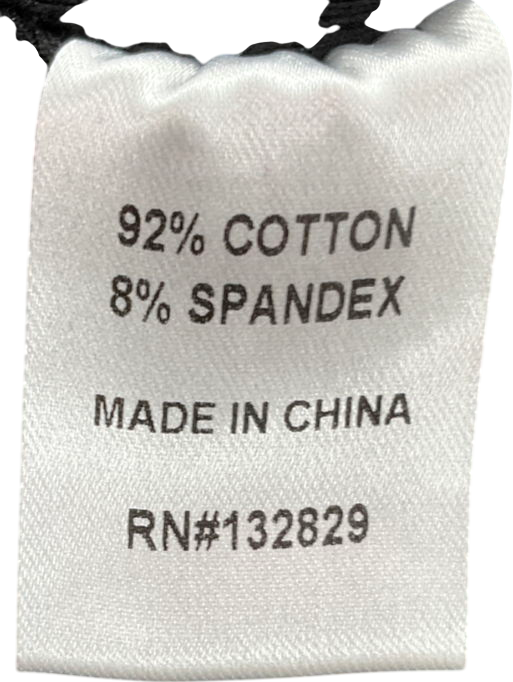 92% COTTON
8% SPANDEX
MADE IN CHINA
RN#132829